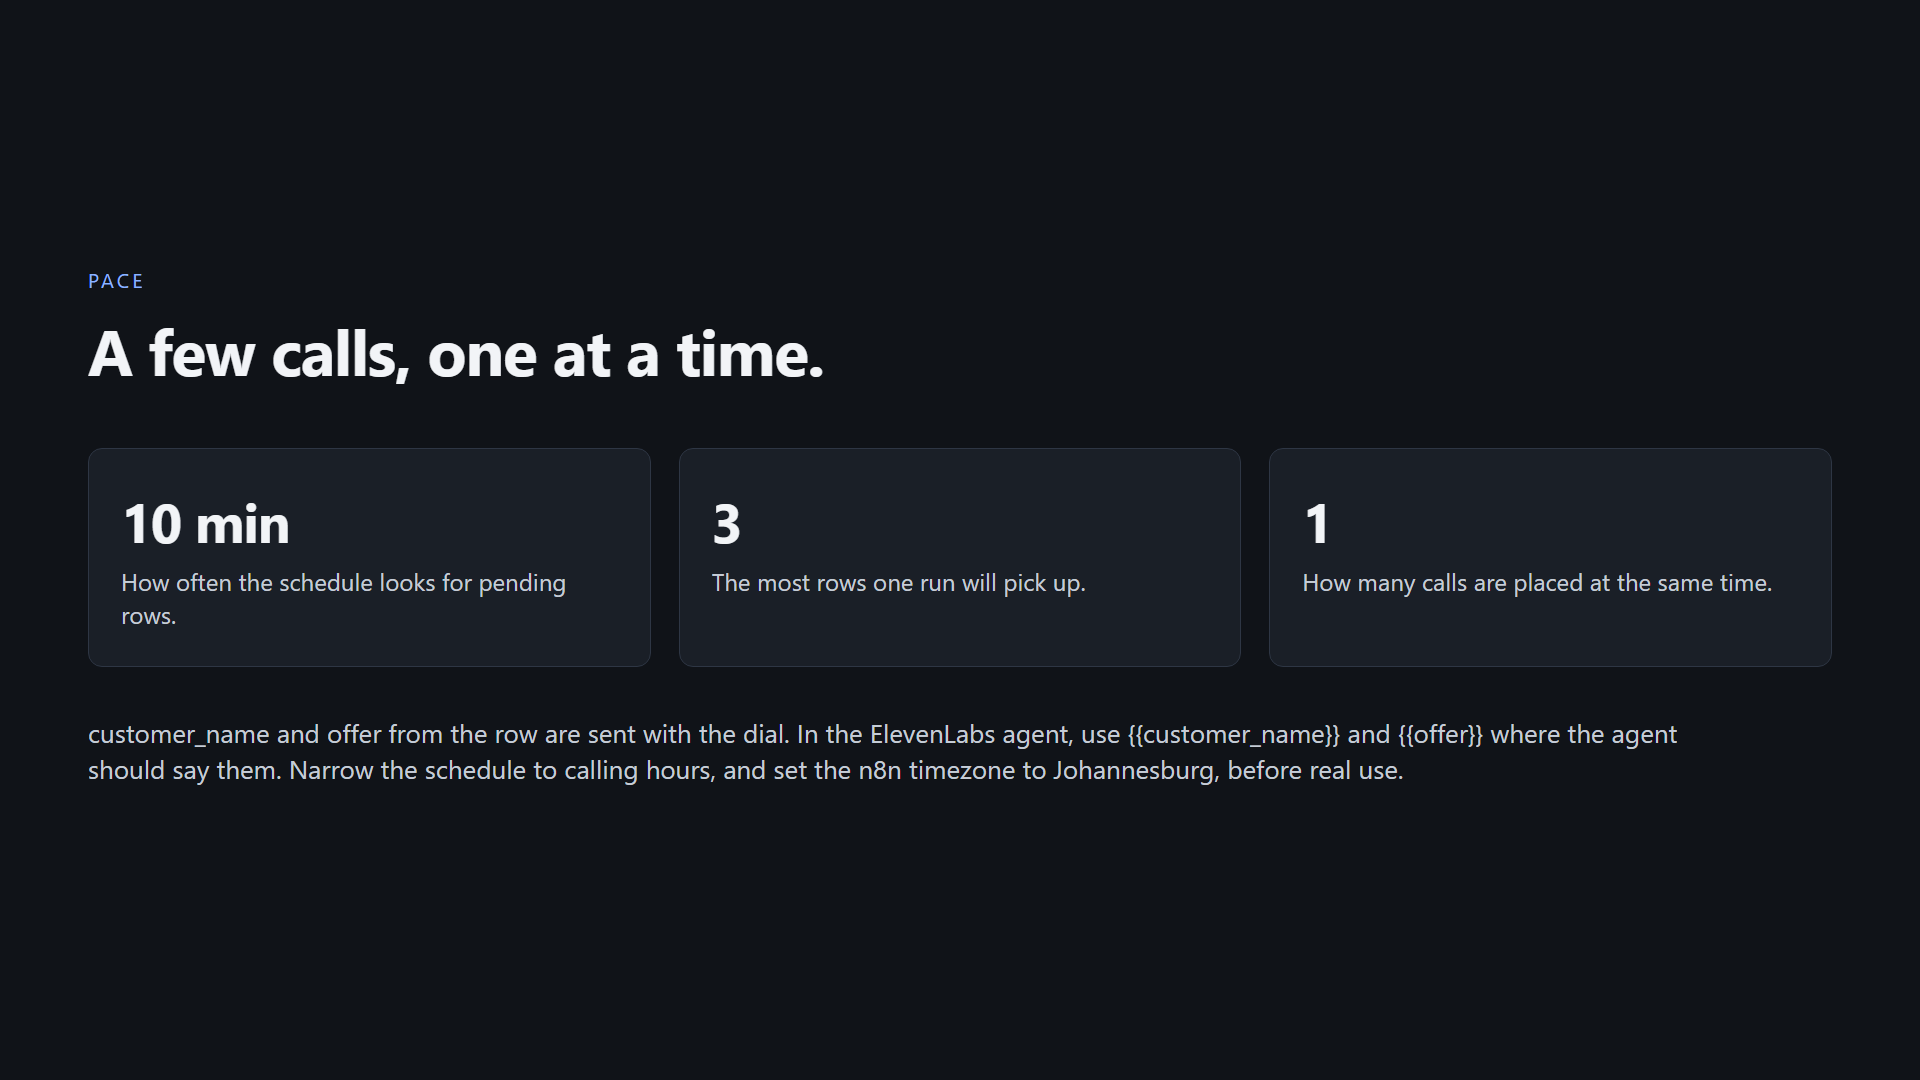 PACE
A few calls, one at a time.
10 min
How often the schedule looks for pending
rows.
3
The most rows one run will pick up.
1
How many calls are placed at the same time.
customer_name and offer from the row are sent with the dial. In the ElevenLabs agent, use {{customer_name}} and {{offer}} where the agent
should say them. Narrow the schedule to calling hours, and set the n8n timezone to Johannesburg, before real use.